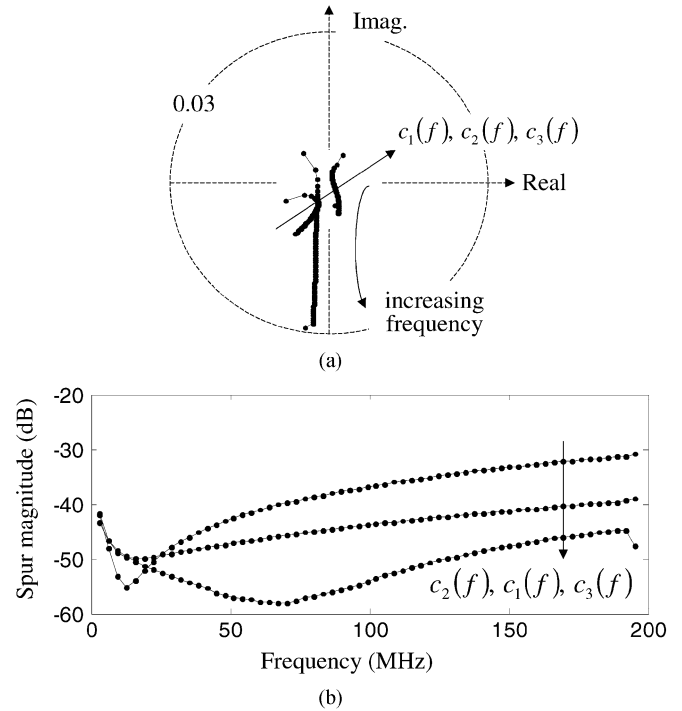 Imag.
0.03
c₁(f), c₂(f), c₃(f)
Real
increasing
frequency
(a)
Spur magnitude (dB)
-20
-30
-40
-50
-60
c₂(f), c₁(f), c₃(f)
0
50
100
150
200
Frequency (MHz)
(b)